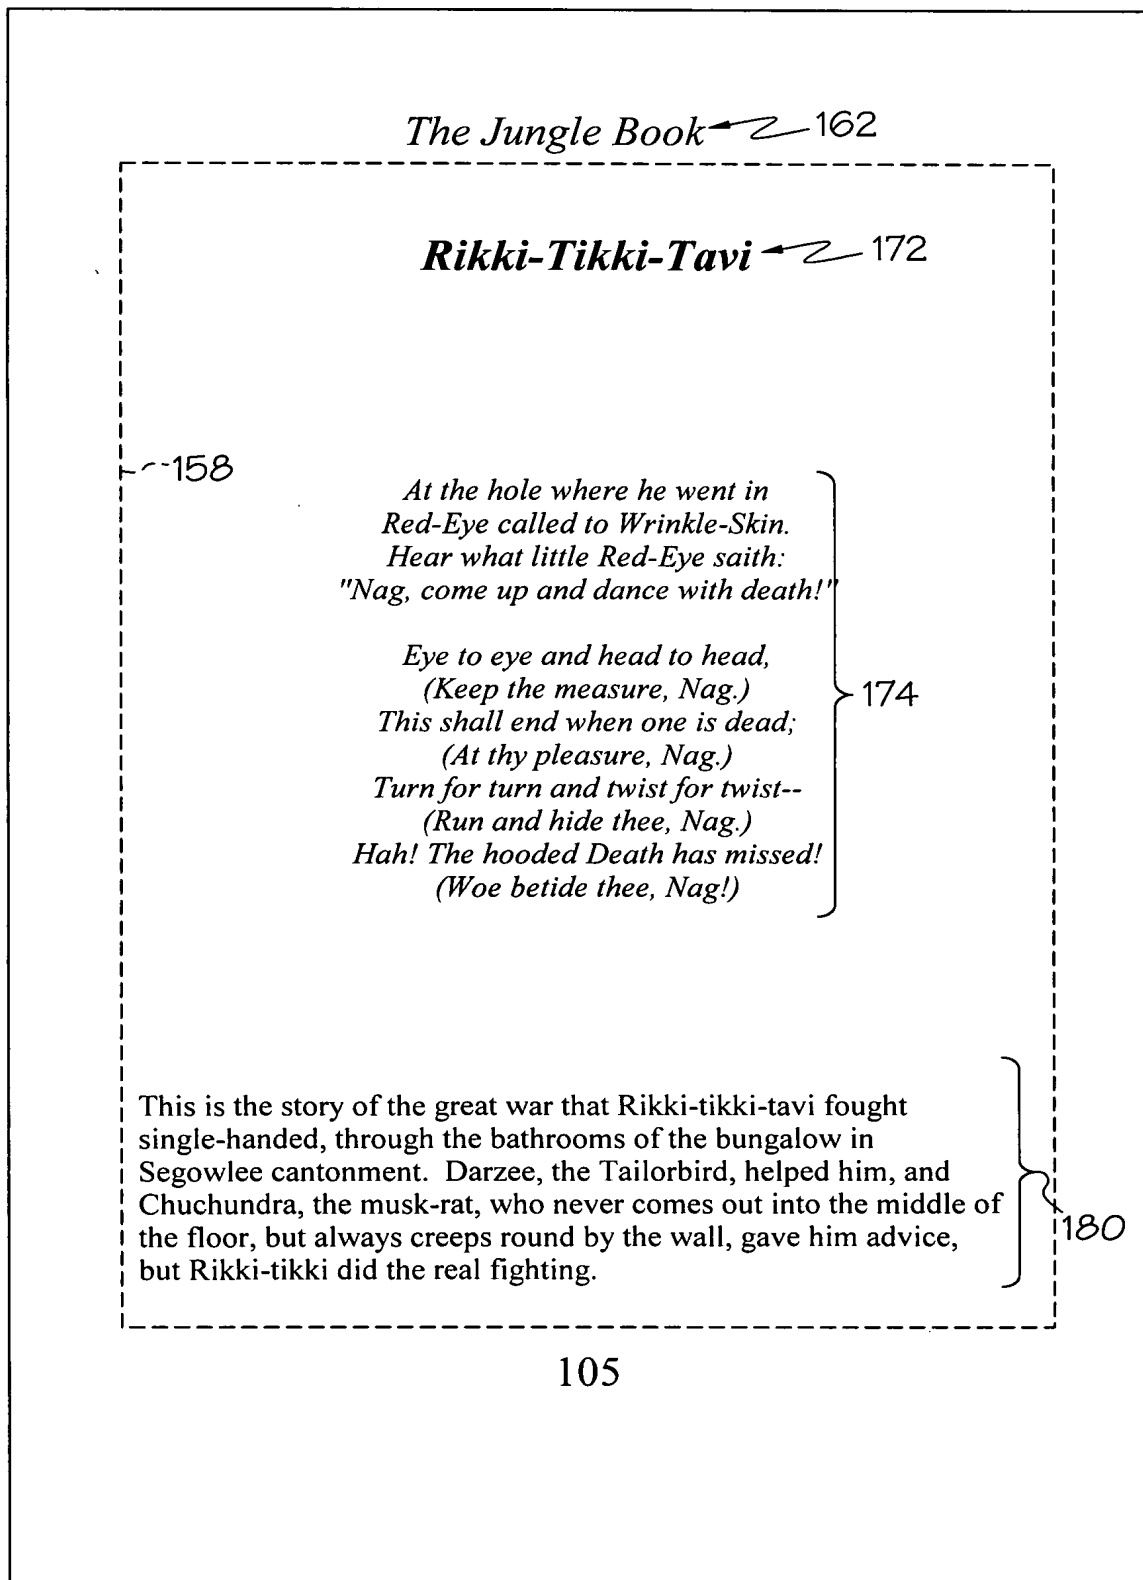 The Jungle Book 162
Rikki-Tikki-Tavi 172
158
At the hole where he went in
Red-Eye called to Wrinkle-Skin.
Hear what little Red-Eye saith:
"Nag, come up and dance with death!"
Eye to eye and head to head,
(Keep the measure, Nag.)
174
This shall end when one is dead;
(At thy pleasure, Nag.)
Turn for turn and twist for twist--
(Run and hide thee, Nag.)
Hah! The hooded Death has missed!
(Woe betide thee, Nag!)
This is the story of the great war that Rikki-tikki-tavi fought
single-handed, through the bathrooms of the bungalow in
Segowlee cantonment.  Darzee, the Tailorbird, helped him, and
Chuchundra, the musk-rat, who never comes out into the middle of
the floor, but always creeps round by the wall, gave him advice,
but Rikki-tikki did the real fighting.
180
105